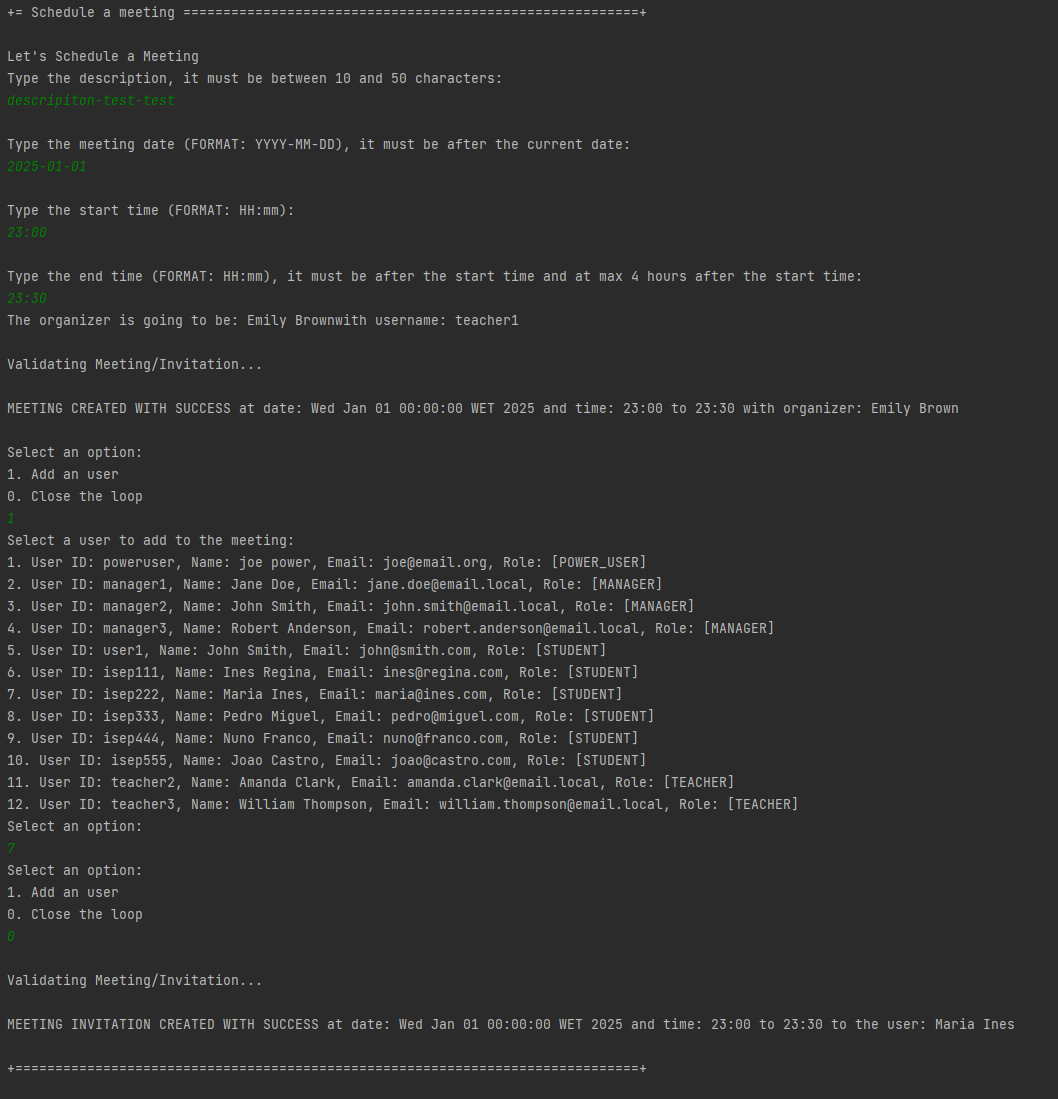 += Schedule a meeting =========================================================+
Let's Schedule a Meeting
Type the description, it must be between 10 and 50 characters:
descripiton-test-test
Type the meeting date (FORMAT: YYYY-MM-DD), it must be after the current date:
2025-01-01
Type the start time (FORMAT: HH:mm):
23:00
Type the end time (FORMAT: HH:mm), it must be after the start time and at max 4 hours after the start time:
23:30
The organizer is going to be: Emily Brownwith username: teacher1
Validating Meeting/Invitation...
MEETING CREATED WITH SUCCESS at date: Wed Jan 01 00:00:00 WET 2025 and time: 23:00 to 23:30 with organizer: Emily Brown
Select an option:
1. Add an user
0. Close the loop
1
Select a user to add to the meeting:
1. User ID: poweruser, Name: joe power, Email: joe@email.org, Role: [POWER_USER]
2. User ID: manager1, Name: Jane Doe, Email: jane.doe@email.local, Role: [MANAGER]
3. User ID: manager2, Name: John Smith, Email: john.smith@email.local, Role: [MANAGER]
4. User ID: manager3, Name: Robert Anderson, Email: robert.anderson@email.local, Role: [MANAGER]
5. User ID: user1, Name: John Smith, Email: john@smith.com, Role: [STUDENT]
6. User ID: isep111, Name: Ines Regina, Email: ines@regina.com, Role: [STUDENT]
7. User ID: isep222, Name: Maria Ines, Email: maria@ines.com, Role: [STUDENT]
8. User ID: isep333, Name: Pedro Miguel, Email: pedro@miguel.com, Role: [STUDENT]
9. User ID: isep444, Name: Nuno Franco, Email: nuno@franco.com, Role: [STUDENT]
10. User ID: isep555, Name: Joao Castro, Email: joao@castro.com, Role: [STUDENT]
11. User ID: teacher2, Name: Amanda Clark, Email: amanda.clark@email.local, Role: [TEACHER]
12. User ID: teacher3, Name: William Thompson, Email: william.thompson@email.local, Role: [TEACHER]
Select an option:
7
Select an option:
1. Add an user
0. Close the loop
0
Validating Meeting/Invitation...
MEETING INVITATION CREATED WITH SUCCESS at date: Wed Jan 01 00:00:00 WET 2025 and time: 23:00 to 23:30 to the user: Maria Ines
+==============================================================================+